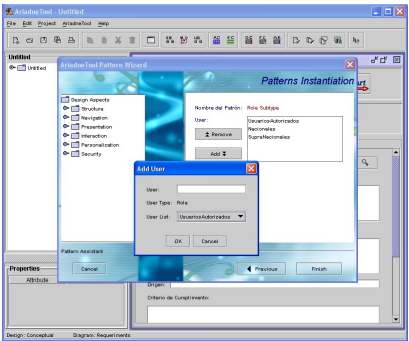 AriadneTool - Untitled
File Edit Project AriadneTool Help
Untitled
Untitled
AriadneTool Pattern Wizard
Patterns Instantiation
Design Aspects
Structure
Navigation
Presentation
Interaction
Personalization
Security
Nombre del Patrón: Role Subtype
User:
UsuariosAutorizados
Nacionales
SupraNacionales
Remove
Add
Add User
User:
User Type: Role
User List: UsuariosAutorizados
OK Cancel
Pattern Assistant
Cancel
Previous Finish
Properties
Attribute
Origen:
Criterio de Cumplimiento:
Design: Conceptual Diagram: Requeriments